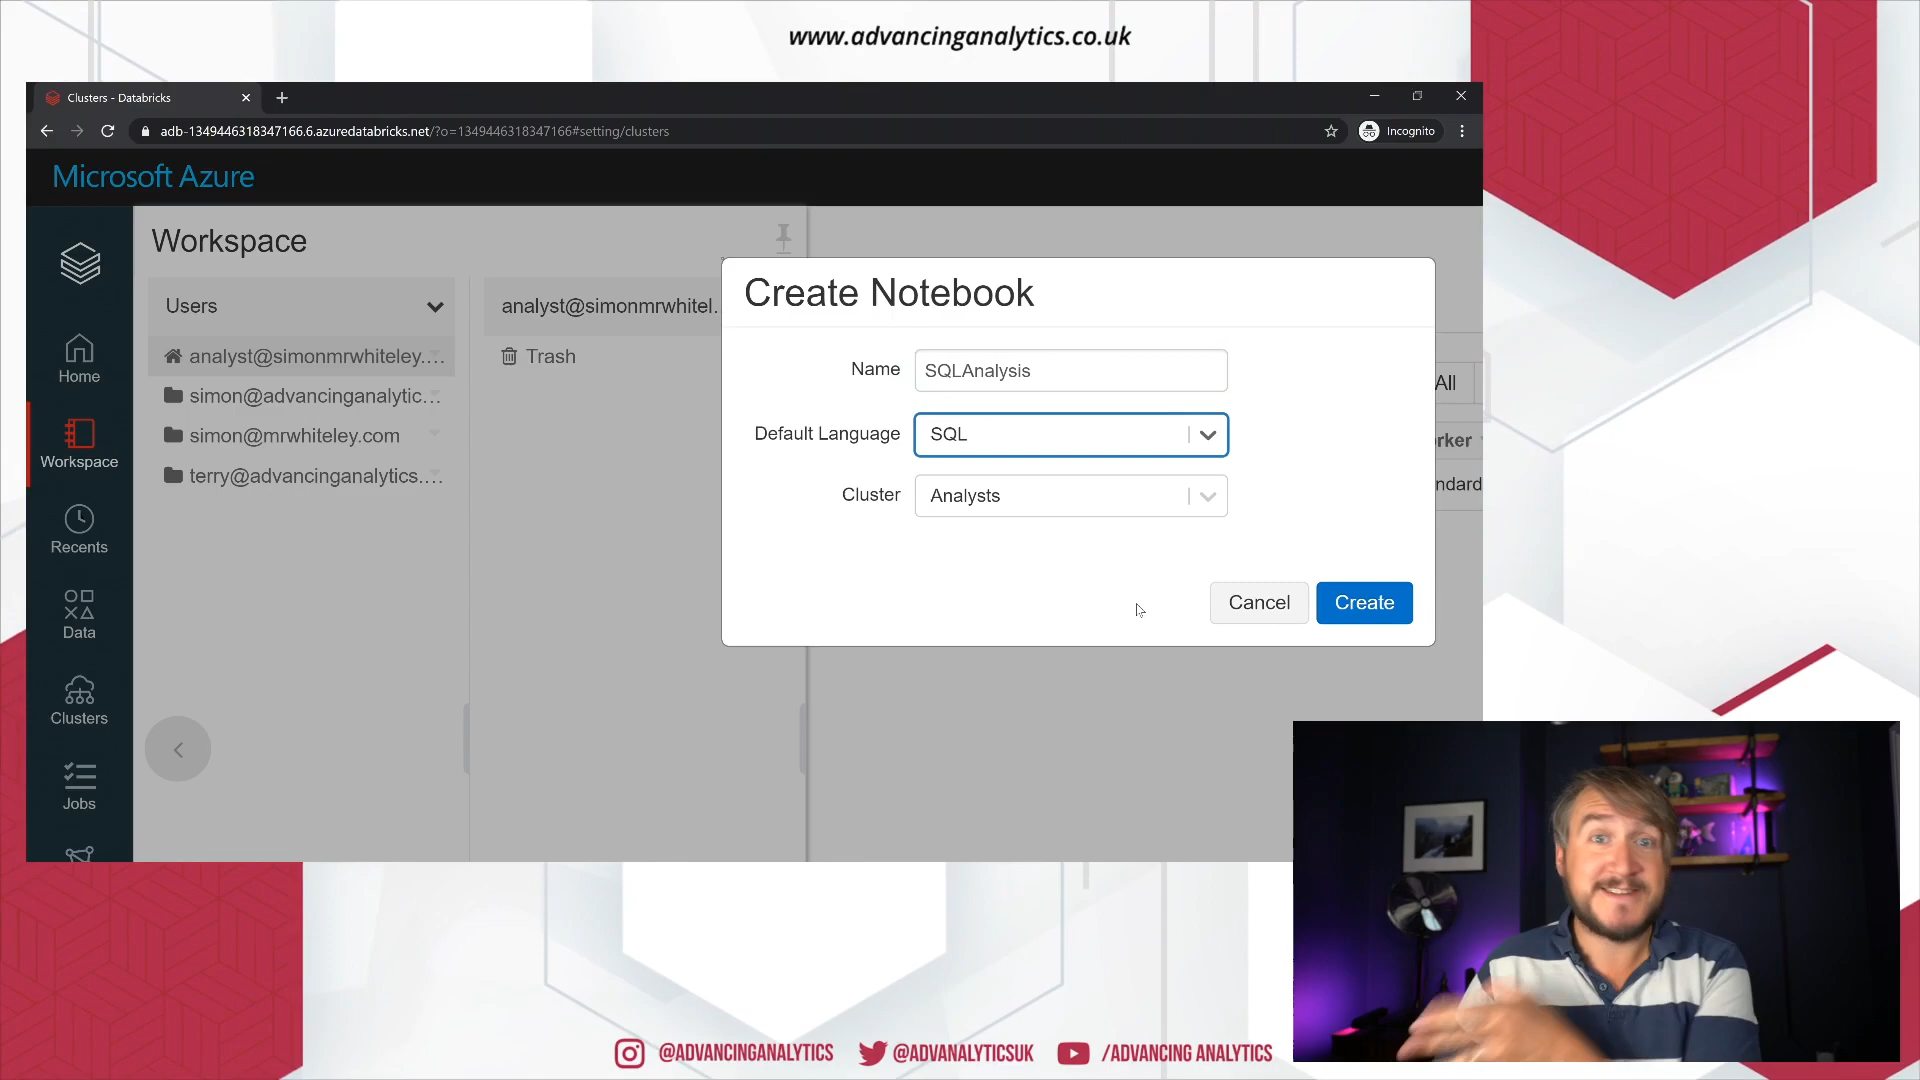 www.advancinganalytics.co.uk
Clusters - Databricks
adb-1349446318347166.6.azuredatabricks.net/?o=1349446318347166#setting/clusters
Incognito
Microsoft Azure
Workspace
Users
analyst@simonmrwhiteley....
simon@advancinganalytic...
simon@mrwhiteley.com
terry@advancinganalytics....
analyst@simonmrwhitel.
Trash
Home
Workspace
Recents
Data
Clusters
Jobs
Create Notebook
Name
SQLAnalysis
Default Language
SQL
Cluster
Analysts
Cancel
Create
All
rker
ndard
@ADVANCINGANALYTICS
@ADVANALYTICSUK
/ADVANCING ANALYTICS